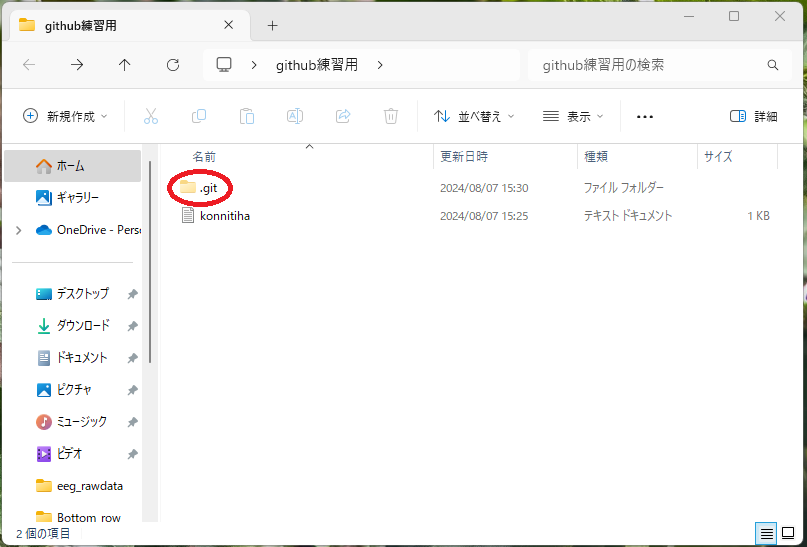 github練習用
github練習用
github練習用の検索
新規作成
並べ替え
表示
詳細
名前 更新日時 種類 サイズ
.git 2024/08/07 15:30 ファイル フォルダー
konnitiha 2024/08/07 15:25 テキスト ドキュメント 1 KB
ホーム
ギャラリー
OneDrive - Perso
デスクトップ
ダウンロード
ドキュメント
ピクチャ
ミュージック
ビデオ
eeg_rawdata
Bottom_row
2 個の項目